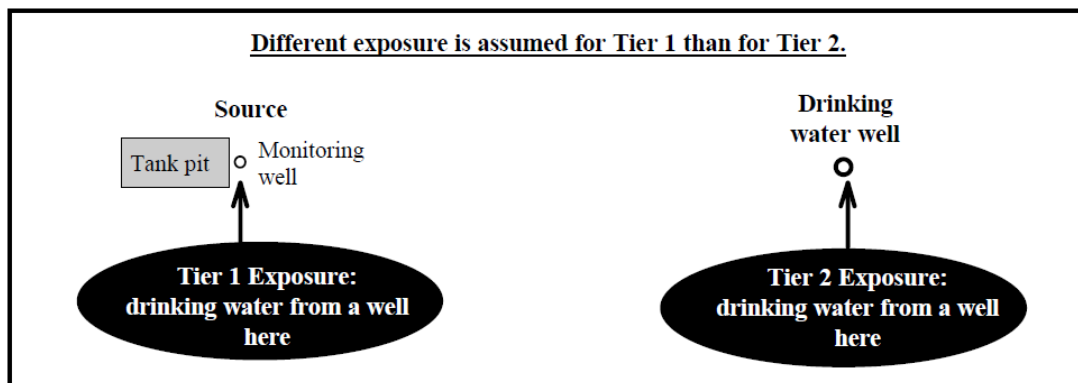 Different exposure is assumed for Tier 1 than for Tier 2.
Source
Tank pit
Monitoring
well
Drinking
water well
Tier 1 Exposure:
drinking water from a well
here
Tier 2 Exposure:
drinking water from a well
here